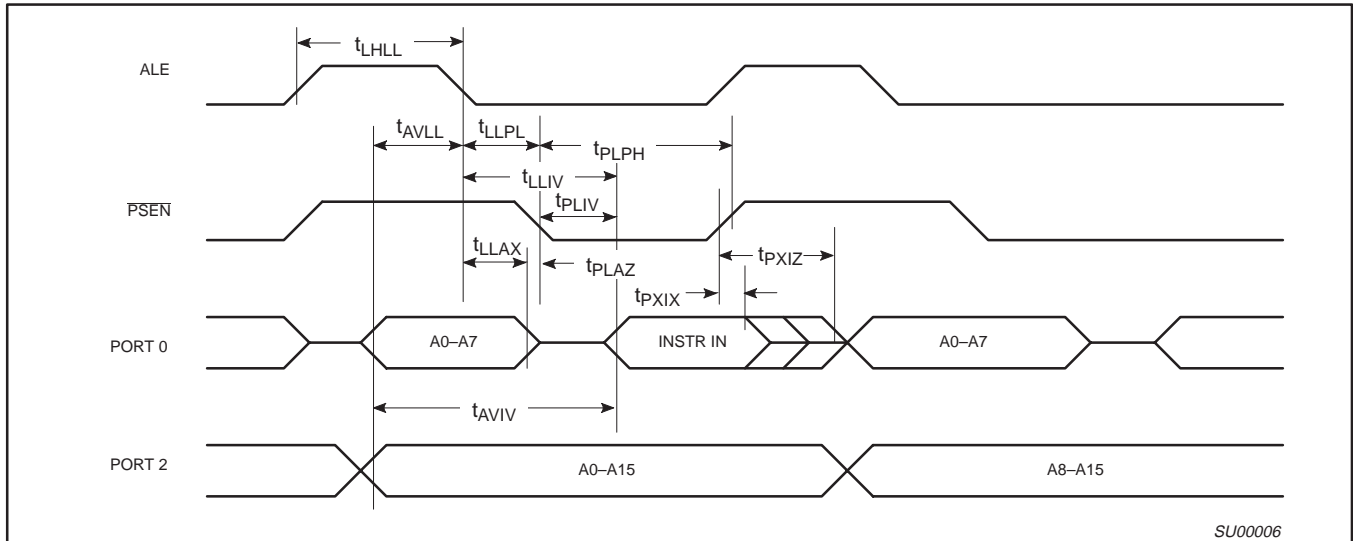 tLHLL
ALE
tAVLL
tLLPL
tPLPH
tLLIV
PSEN
tPLIV
tLLAX
tPLAZ
tPXIZ
tPXIX
PORT 0
A0–A7
INSTR IN
A0–A7
tAVIV
PORT 2
A0–A15
A8–A15
SU00006